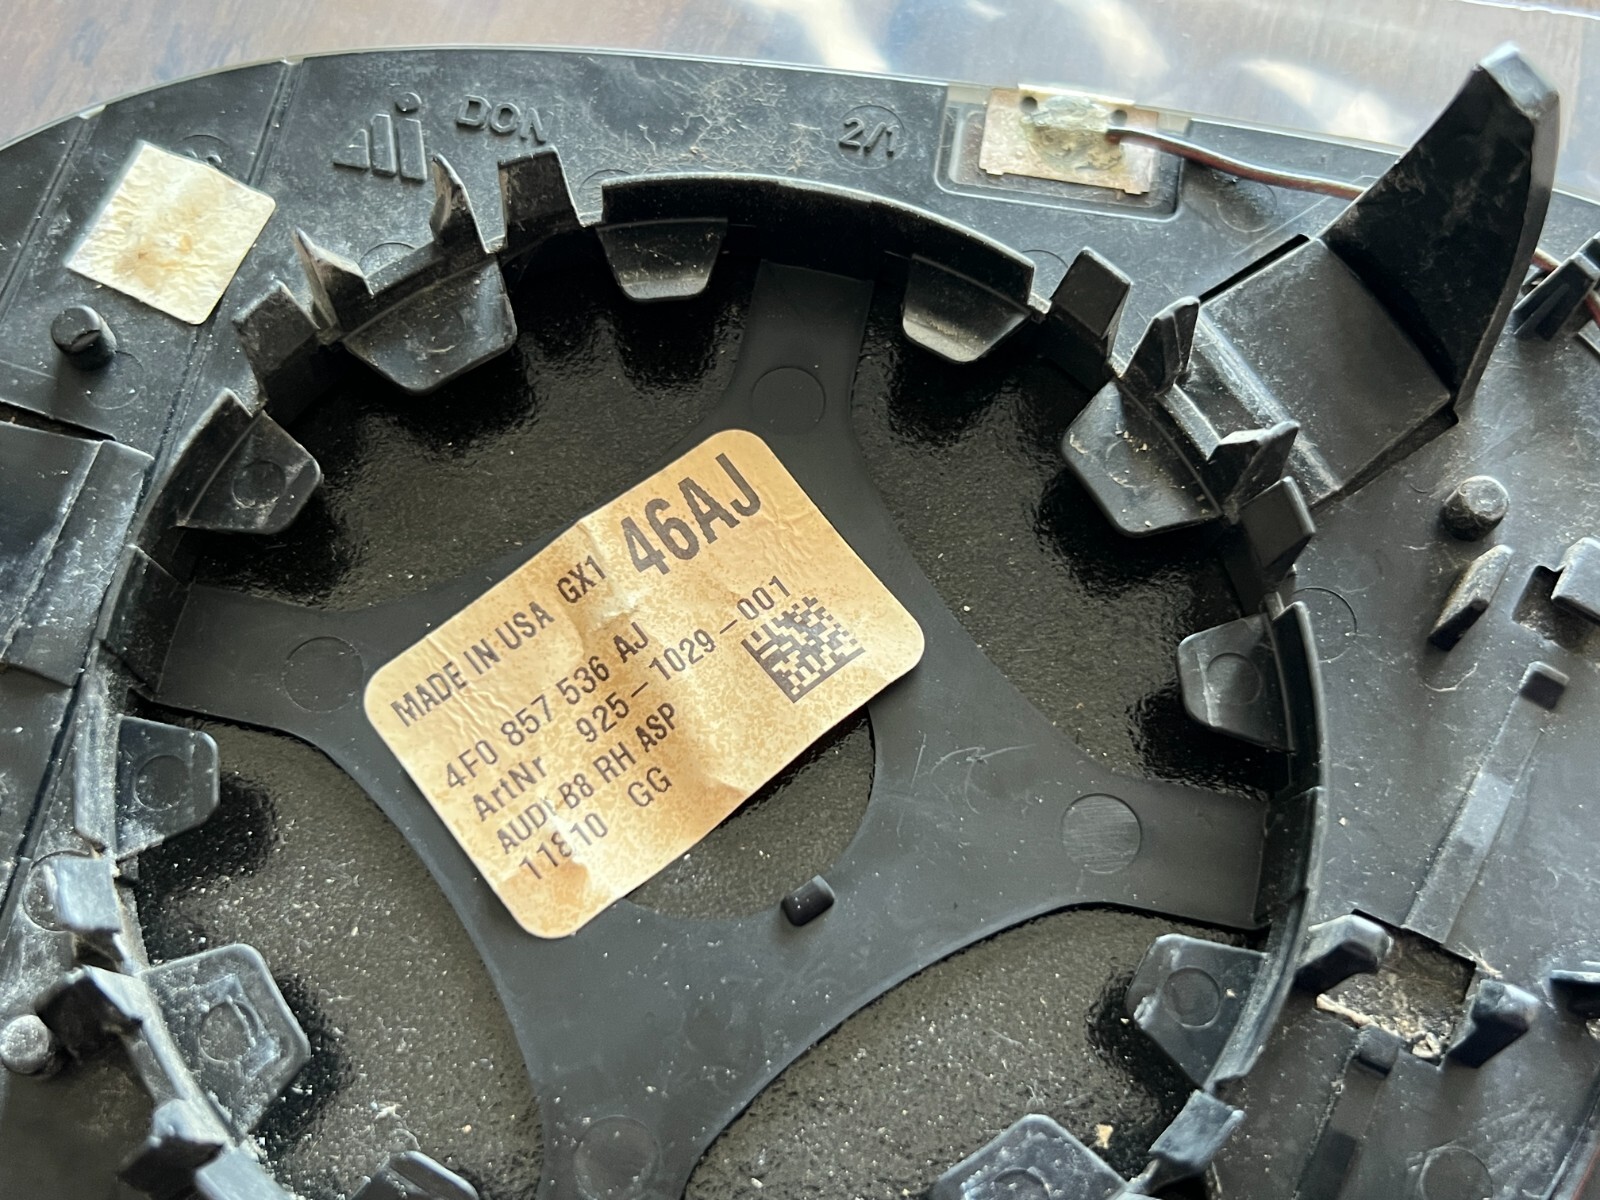 DON
2/1
MADE IN USA GX1 46AJ
4F0 857 536 AJ
ArtNr 925-1029-001
AUDI B8 RH ASP
11810 GG